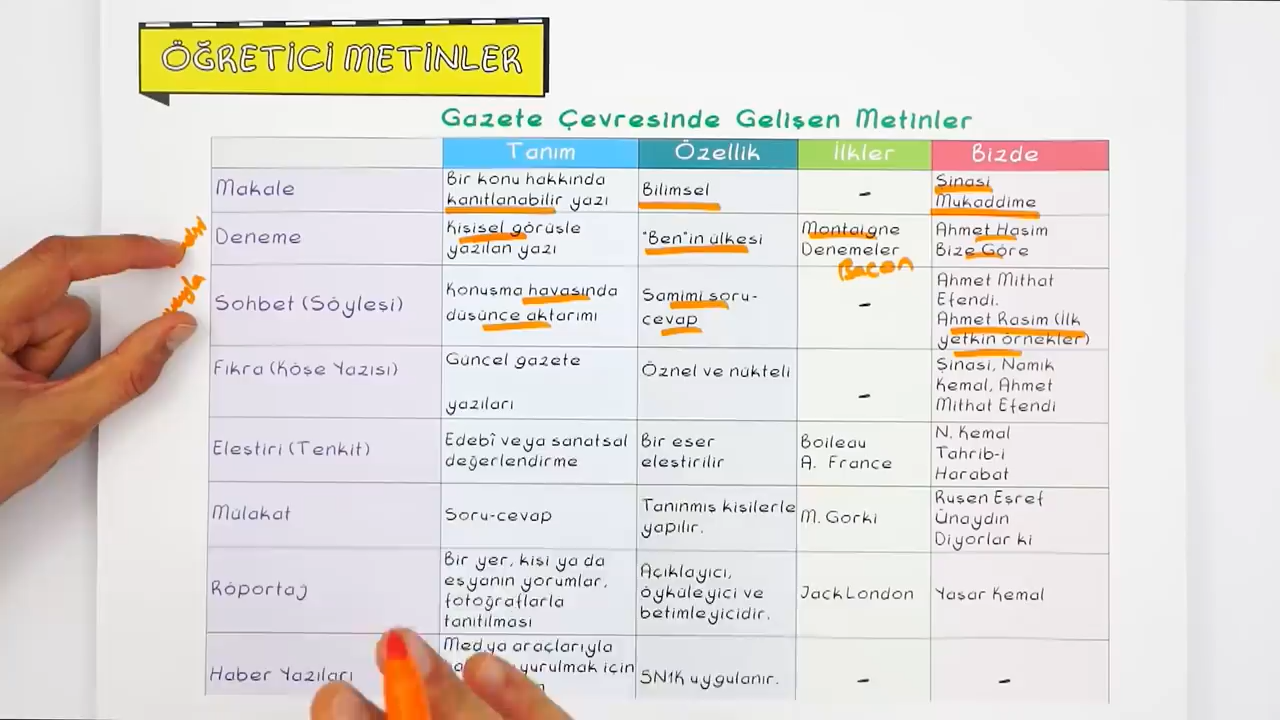 ÖĞRETİCİ METİNLER
Gazete Çevresinde Gelişen Metinler
Tanım Özellik İlkler Bizde
Makale
Bir konu hakkında
kanıtlanabilir yazı
Bilimsel
-
Şinasi
Mukaddime
Deneme
Kişisel görüşle
yazılan yazı
"Ben"in ülkesi
Montaigne
Denemeler
Bacon
Ahmet Haşim
Bize Göre
Sohbet (Söyleşi)
Konuşma havasında
düşünce aktarımı
Samimi soru-
cevap
-
Ahmet Mithat
Efendi.
Ahmet Rasim (İlk
yetkin örnekler)
Fıkra (Köşe Yazısı)
Güncel gazete
yazıları
Öznel ve nükteli
-
Şinasi, Namık
Kemal, Ahmet
Mithat Efendi
Eleştiri (Tenkit)
Edebî veya sanatsal
değerlendirme
Bir eser
eleştirilir
Boileau
A. France
N. Kemal
Tahrib-i
Harabat
Mülakat
Soru-cevap
Tanınmış kişilerle
yapılır.
M. Gorki
Ruşen Eşref
Ünaydın
Diyorlar ki
Röportaj
Bir yer, kişi ya da
eşyanın yorumlar,
fotoğraflarla
tanıtılması
Açıklayıcı,
öyküleyici ve
betimleyicidir.
Jack London
Yaşar Kemal
Haber Yazıları
Medya araçlarıyla
yurulmak için
5N1K uygulanır.
-
-